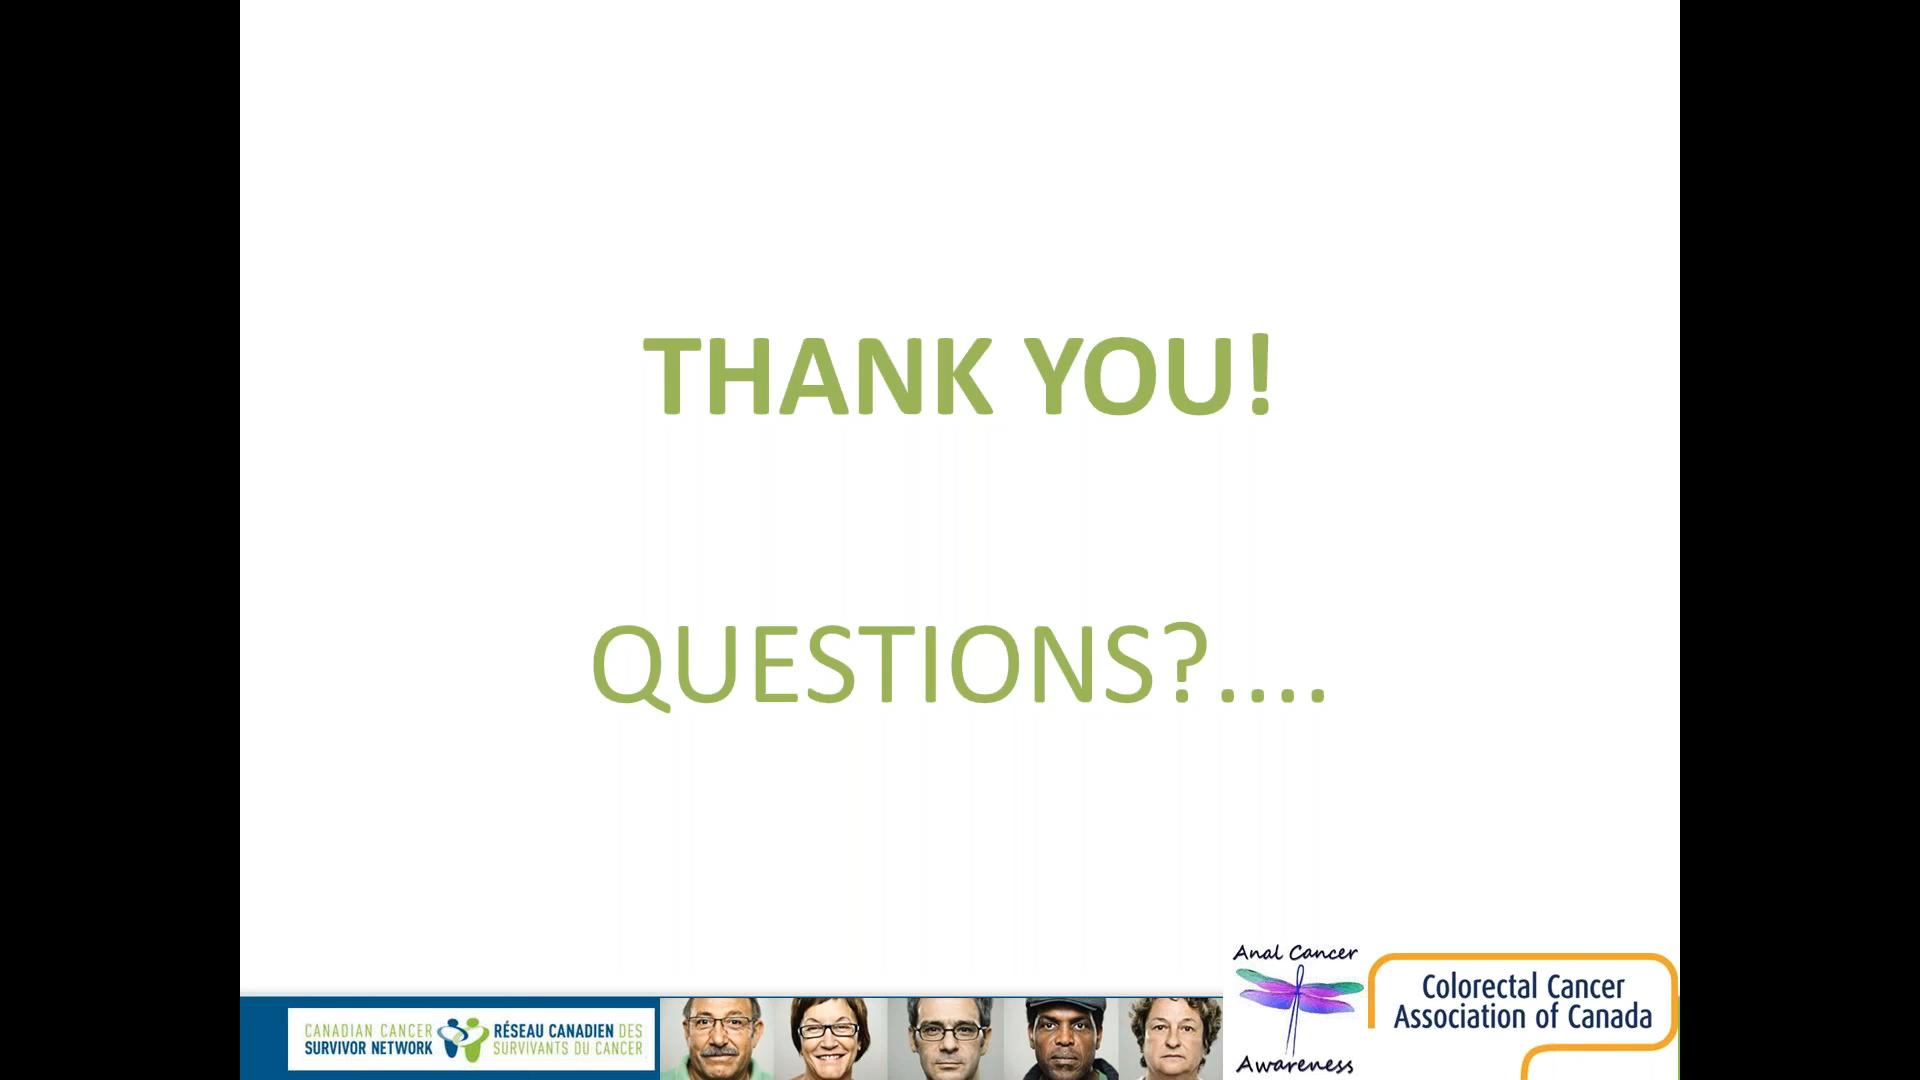 THANK YOU!
QUESTIONS?....
CANADIAN CANCER
SURVIVOR NETWORK
RÉSEAU CANADIEN DES
SURVIVANTS DU CANCER
Anal Cancer
Awareness
Colorectal Cancer
Association of Canada